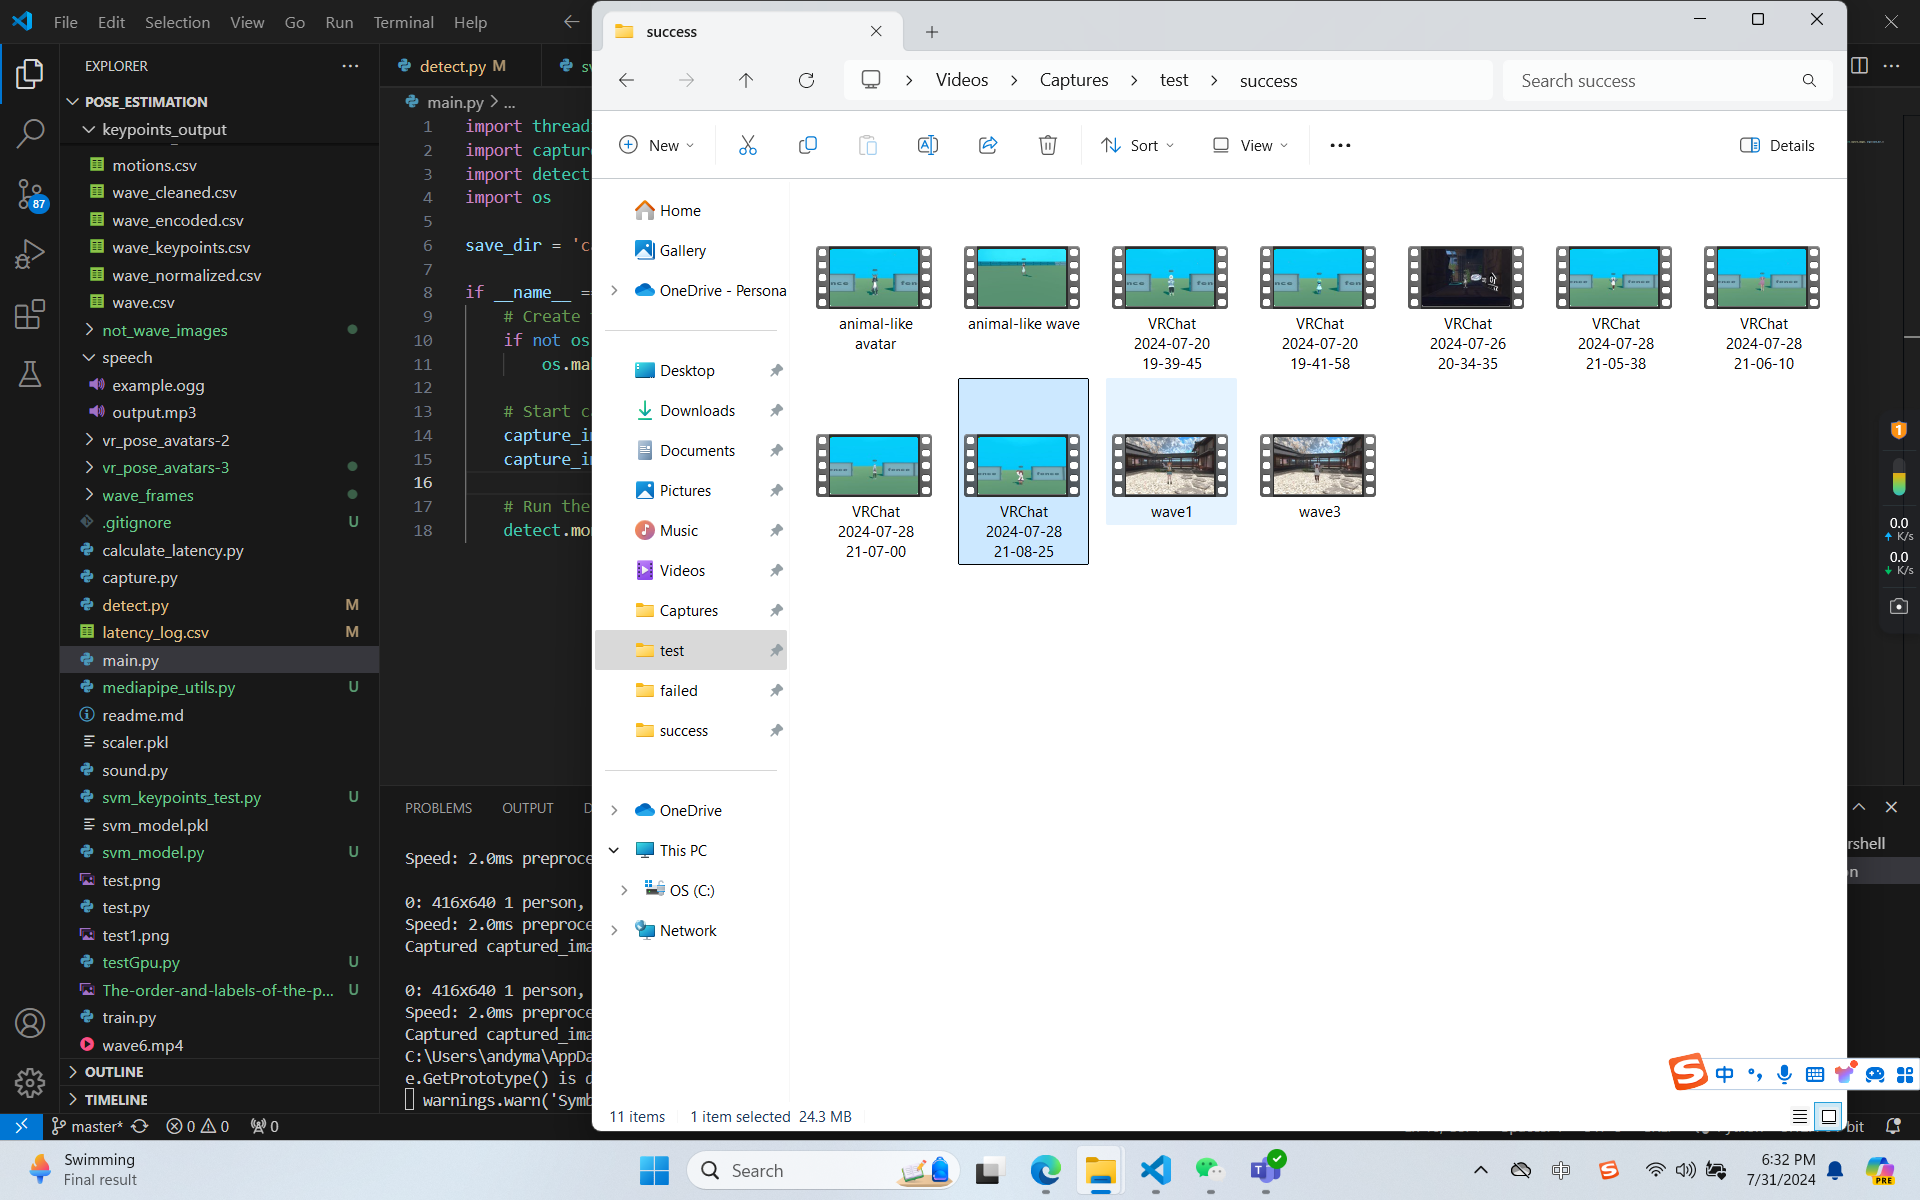 File Edit Selection View Go Run Terminal Help
EXPLORER
POSE_ESTIMATION
keypoints_output
motions.csv
wave_cleaned.csv
wave_encoded.csv
wave_keypoints.csv
wave_normalized.csv
wave.csv
not_wave_images
speech
example.ogg
output.mp3
vr_pose_avatars-2
vr_pose_avatars-3
wave_frames
.gitignore U
calculate_latency.py
capture.py
detect.py M
latency_log.csv M
main.py
mediapipe_utils.py U
readme.md
scaler.pkl
sound.py
svm_keypoints_test.py U
svm_model.pkl
svm_model.py U
test.png
test.py
test1.png
testGpu.py U
The-order-and-labels-of-the-p... U
train.py
wave6.mp4
OUTLINE
TIMELINE
87
master* 0 0 0
detect.py M
main.py > ...
1 import thread
2 import captur
3 import detect
4 import os
5
6 save_dir = 'c
7
8 if __name__ =
9 # Create
10 if not os
11 os.ma
12
13 # Start c
14 capture_i
15 capture_i
16
17 # Run the
18 detect.mo
PROBLEMS OUTPUT D
Speed: 2.0ms preproce
0: 416x640 1 person,
Speed: 2.0ms preproce
Captured captured_ima
0: 416x640 1 person,
Speed: 2.0ms preproce
Captured captured_ima
C:\Users\andyma\AppDa
e.GetPrototype() is d
warnings.warn('Symb
success
Videos > Captures > test > success
Search success
New Sort View Details
Home
Gallery
OneDrive - Persona
Desktop
Downloads
Documents
Pictures
Music
Videos
Captures
test
failed
success
OneDrive
This PC
OS (C:)
Network
animal-like
avatar
animal-like wave
VRChat
2024-07-20
19-39-45
VRChat
2024-07-20
19-41-58
VRChat
2024-07-26
20-34-35
VRChat
2024-07-28
21-05-38
VRChat
2024-07-28
21-06-10
VRChat
2024-07-28
21-07-00
VRChat
2024-07-28
21-08-25
wave1
wave3
11 items 1 item selected 24.3 MB
rshell
on
bit
1
0.0
K/s
0.0
K/s
中
Swimming
Final result
Search
PRE
6:32 PM
7/31/2024